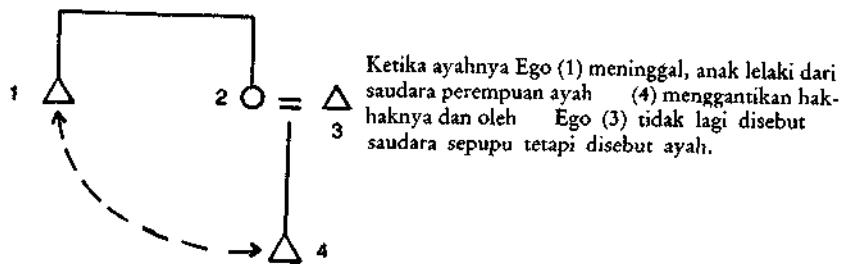 Ketika ayahnya Ego (1) meninggal, anak lelaki dari
saudara perempuan ayah (4) menggantikan hak-
haknya dan oleh Ego (3) tidak lagi disebut
saudara sepupu tetapi disebut ayah.
1
2
3
4